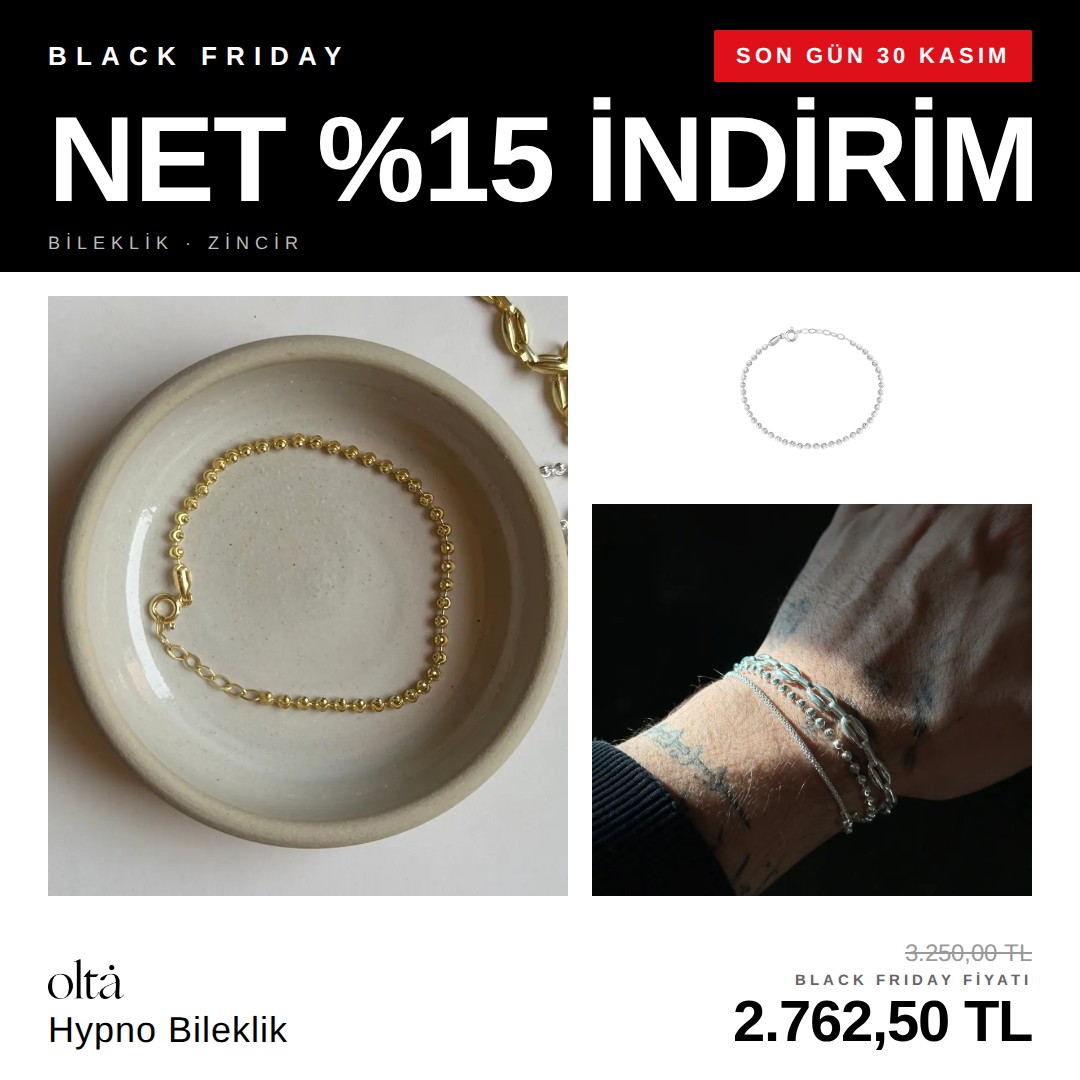 BLACK FRIDAY
SON GÜN 30 KASIM
NET %15 İNDİRİM
BİLEKLİK · ZİNCİR
olta
Hypno Bileklik
3.250,00 TL
BLACK FRIDAY FİYATI
2.762,50 TL